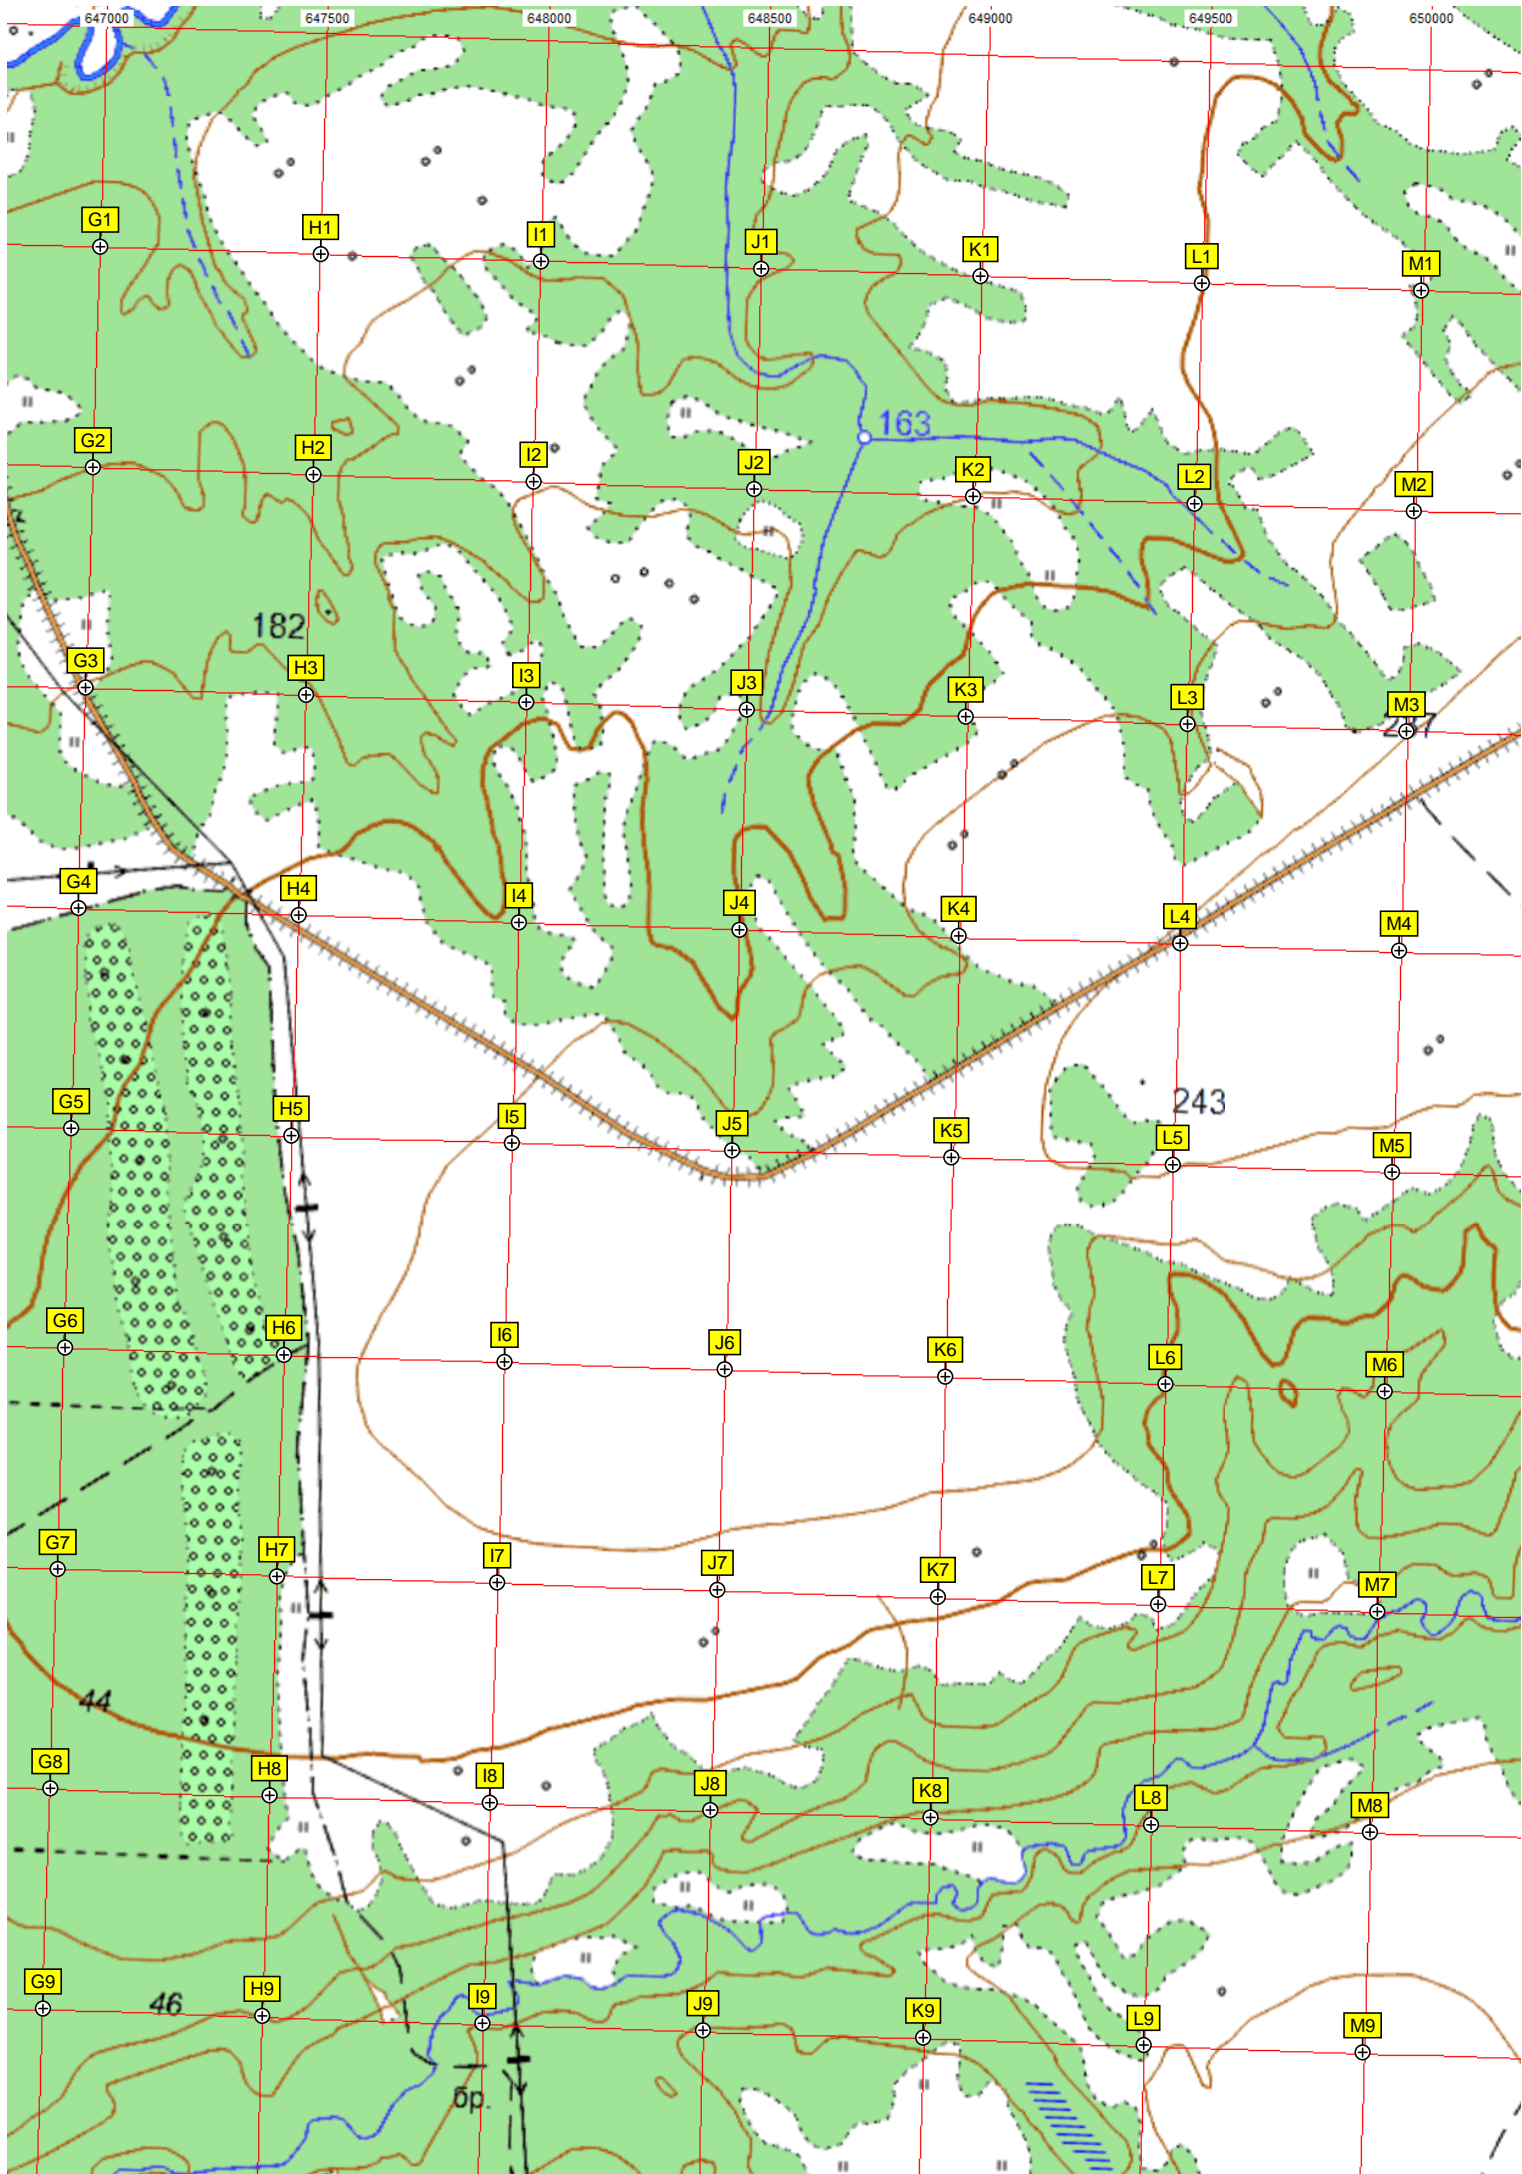 647000 647500 648000 648500 649000 649500 650000
G1 H1 I1 J1 K1 L1 M1
163
G2 H2 I2 J2 K2 L2 M2
182
G3 H3 I3 J3 K3 L3 M3
237
G4 H4 I4 J4 K4 L4 M4
243
G5 H5 I5 J5 K5 L5 M5
G6 H6 I6 J6 K6 L6 M6
G7 H7 I7 J7 K7 L7 M7
44
G8 H8 I8 J8 K8 L8 M8
46
G9 H9 I9 J9 K9 L9 M9
бр.